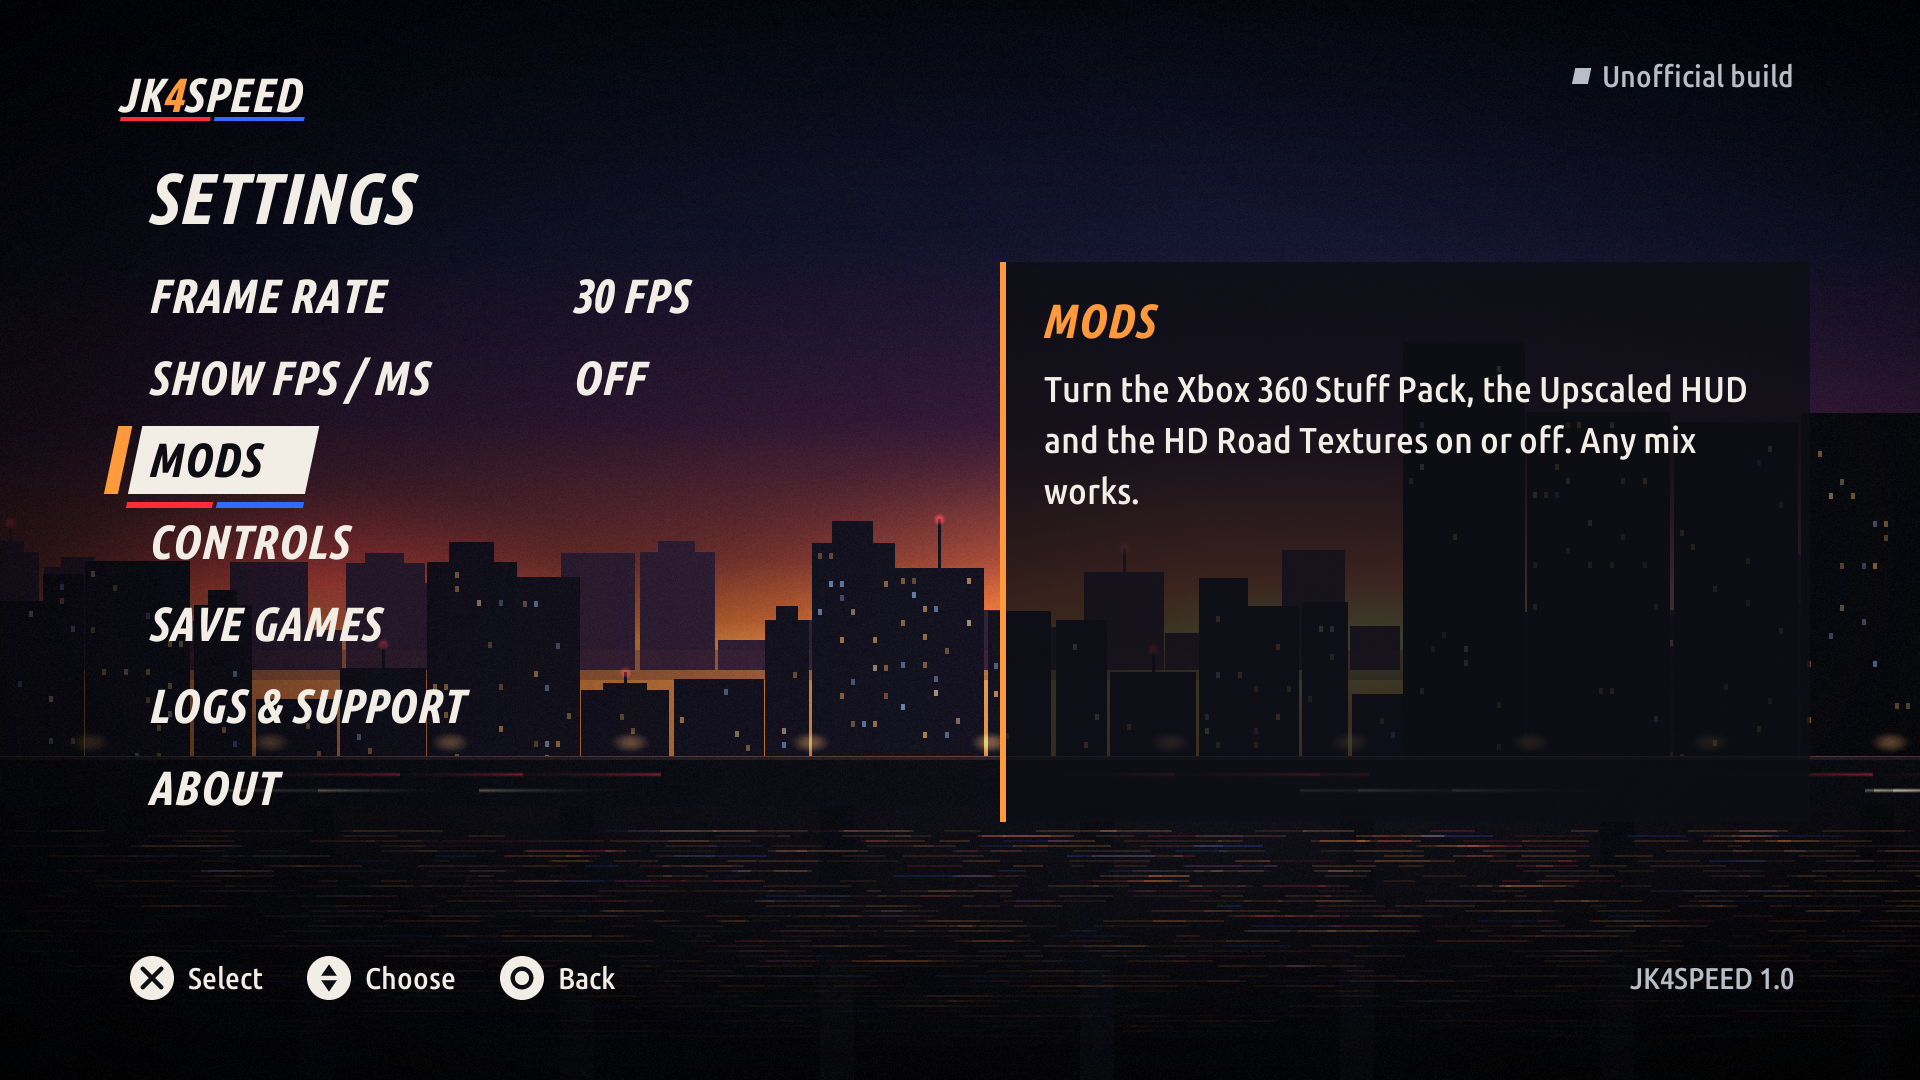 JK4SPEED
Unofficial build
SETTINGS
FRAME RATE 30 FPS
SHOW FPS / MS OFF
MODS
CONTROLS
SAVE GAMES
LOGS & SUPPORT
ABOUT
MODS
Turn the Xbox 360 Stuff Pack, the Upscaled HUD
and the HD Road Textures on or off. Any mix
works.
Select Choose Back
JK4SPEED 1.0